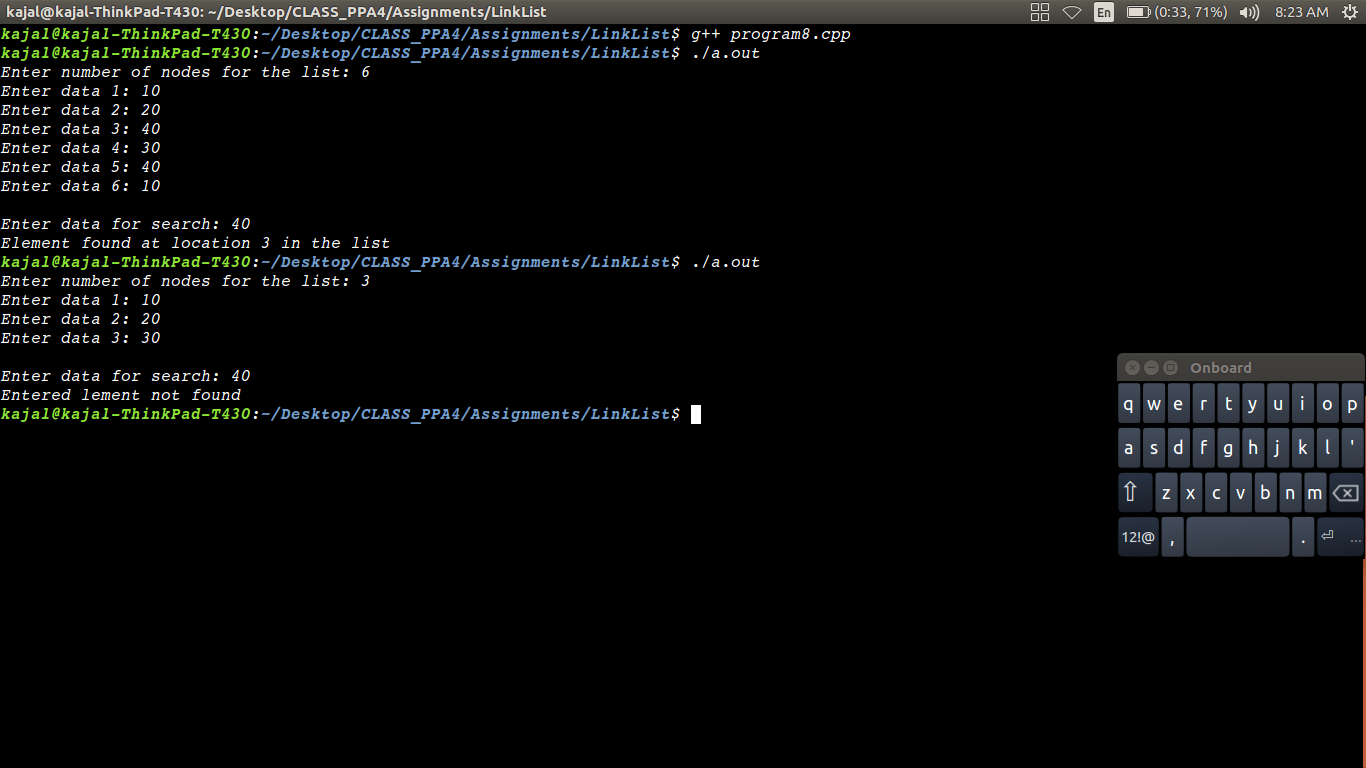 kajal@kajal-ThinkPad-T430: ~/Desktop/CLASS_PPA4/Assignments/LinkList En (0:33, 71%) 8:23 AM
kajal@kajal-ThinkPad-T430:~/Desktop/CLASS_PPA4/Assignments/LinkList$ g++ program8.cpp
kajal@kajal-ThinkPad-T430:~/Desktop/CLASS_PPA4/Assignments/LinkList$ ./a.out
Enter number of nodes for the list: 6
Enter data 1: 10
Enter data 2: 20
Enter data 3: 40
Enter data 4: 30
Enter data 5: 40
Enter data 6: 10
Enter data for search: 40
Element found at location 3 in the list
kajal@kajal-ThinkPad-T430:~/Desktop/CLASS_PPA4/Assignments/LinkList$ ./a.out
Enter number of nodes for the list: 3
Enter data 1: 10
Enter data 2: 20
Enter data 3: 30
Enter data for search: 40
Entered lement not found
kajal@kajal-ThinkPad-T430:~/Desktop/CLASS_PPA4/Assignments/LinkList$
Onboard
q w e r t y u i o p
a s d f g h j k l '
z x c v b n m
12!@ , . ...